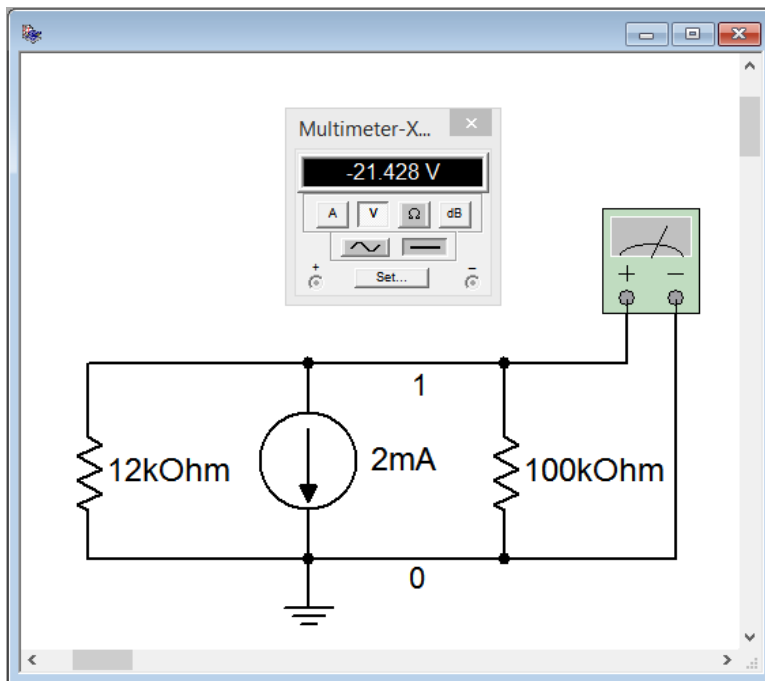 Multimeter-X...
-21.428 V
A V Ω dB
+ Set... −
+ −
1
12kOhm 2mA 100kOhm
0